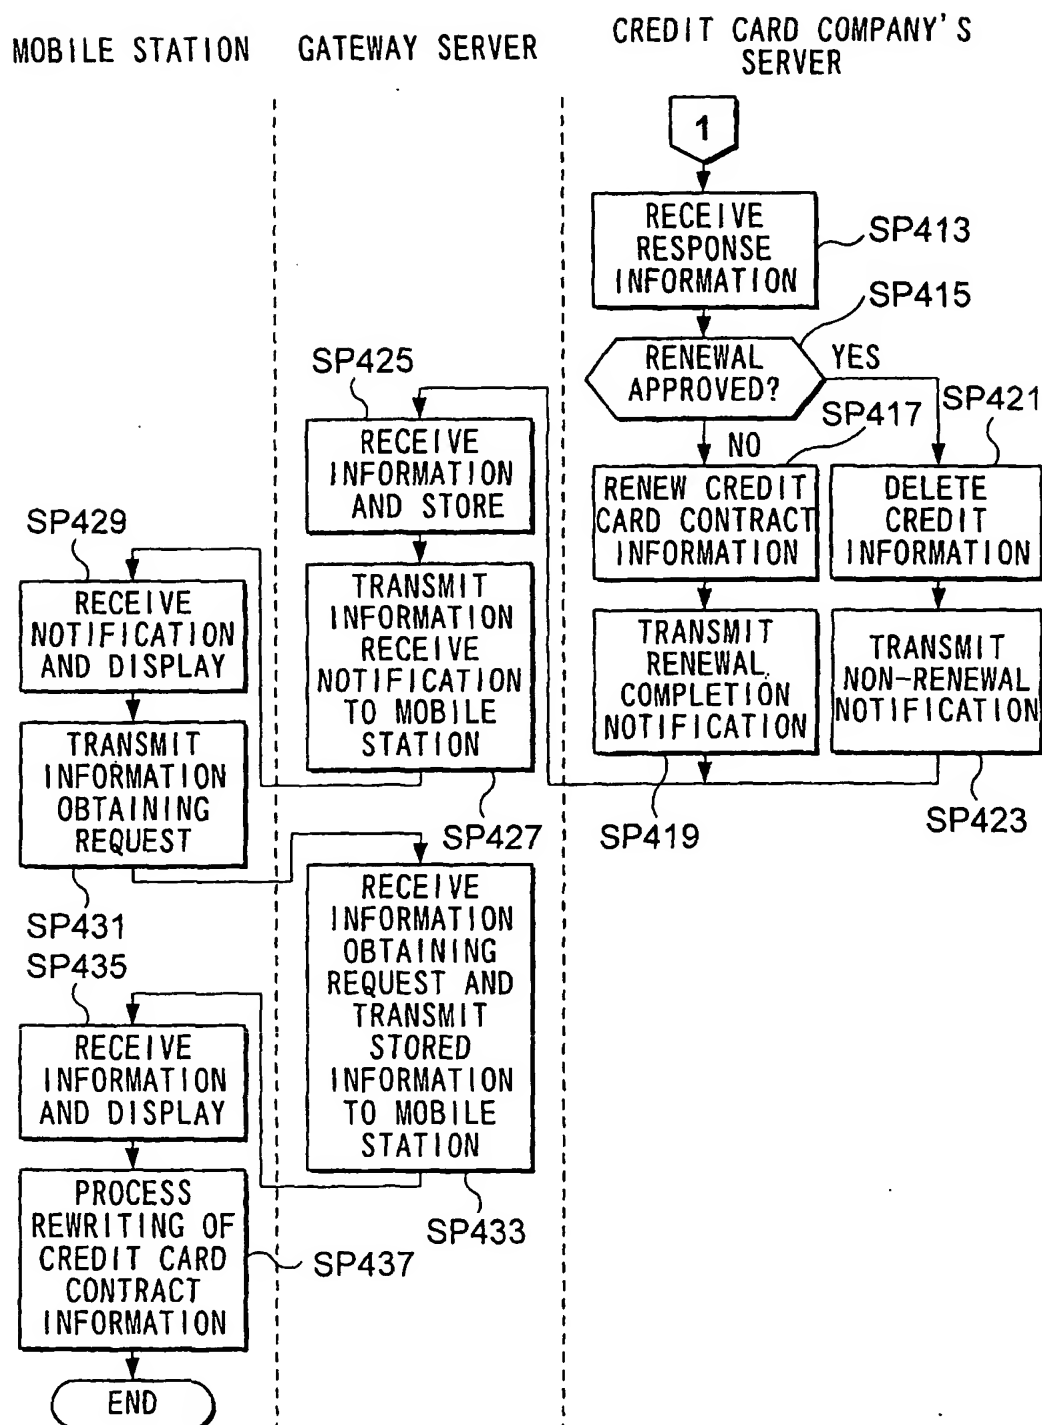 MOBILE STATION
GATEWAY SERVER
CREDIT CARD COMPANY'S
SERVER
1
RECEIVE
RESPONSE
INFORMATION
SP413
SP415
RENEWAL
APPROVED?
YES
NO
SP417
SP421
RENEW CREDIT
CARD CONTRACT
INFORMATION
DELETE
CREDIT
INFORMATION
TRANSMIT
RENEWAL
COMPLETION
NOTIFICATION
TRANSMIT
NON-RENEWAL
NOTIFICATION
SP419
SP423
SP425
RECEIVE
INFORMATION
AND STORE
TRANSMIT
INFORMATION
RECEIVE
NOTIFICATION
TO MOBILE
STATION
SP427
SP429
RECEIVE
NOTIFICATION
AND DISPLAY
TRANSMIT
INFORMATION
OBTAINING
REQUEST
SP431
RECEIVE
INFORMATION
OBTAINING
REQUEST AND
TRANSMIT
STORED
INFORMATION
TO MOBILE
STATION
SP433
SP435
RECEIVE
INFORMATION
AND DISPLAY
PROCESS
REWRITING OF
CREDIT CARD
CONTRACT
INFORMATION
SP437
END